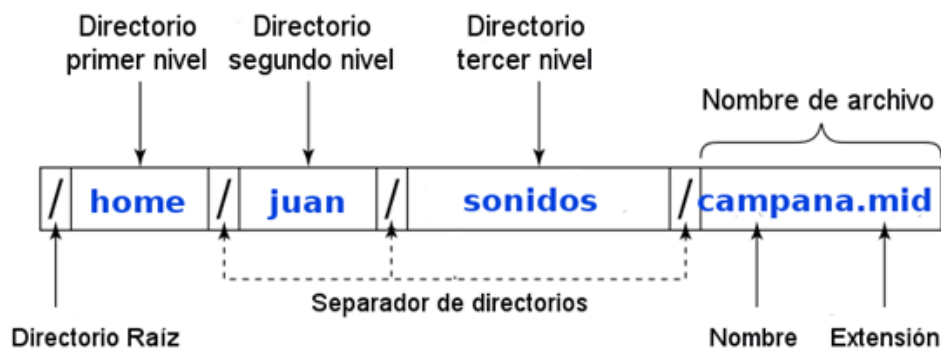 Directorio
primer nivel
Directorio
segundo nivel
Directorio
tercer nivel
Nombre de archivo
/ home / juan / sonidos / campana.mid
Separador de directorios
Directorio Raíz
Nombre
Extensión